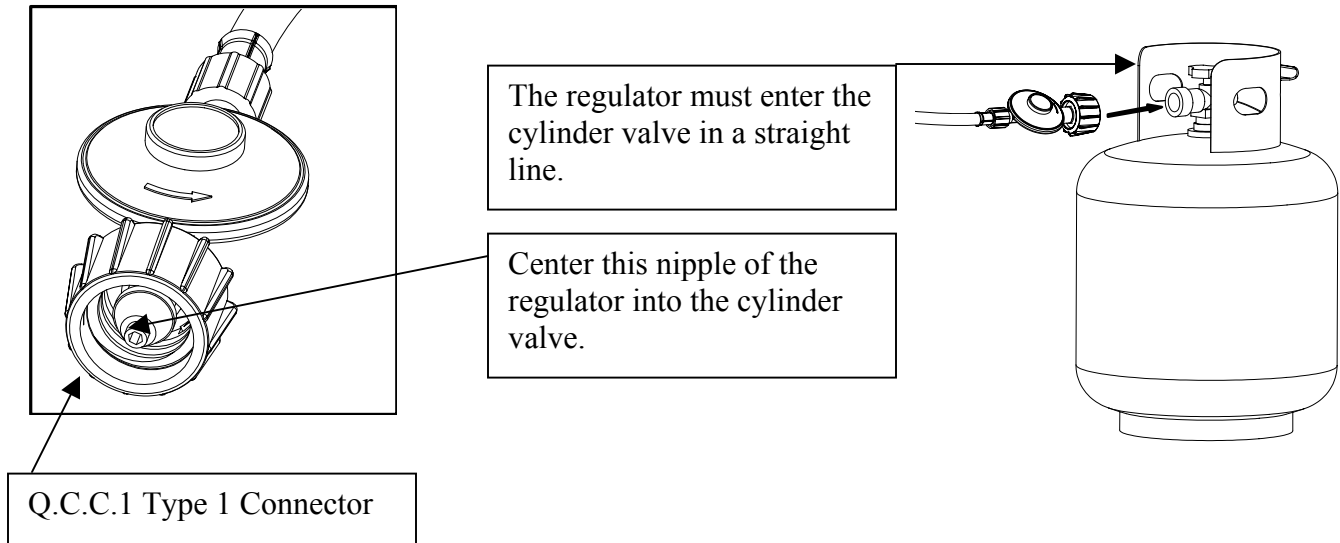 The regulator must enter the
cylinder valve in a straight
line.
Center this nipple of the
regulator into the cylinder
valve.
Q.C.C.1 Type 1 Connector